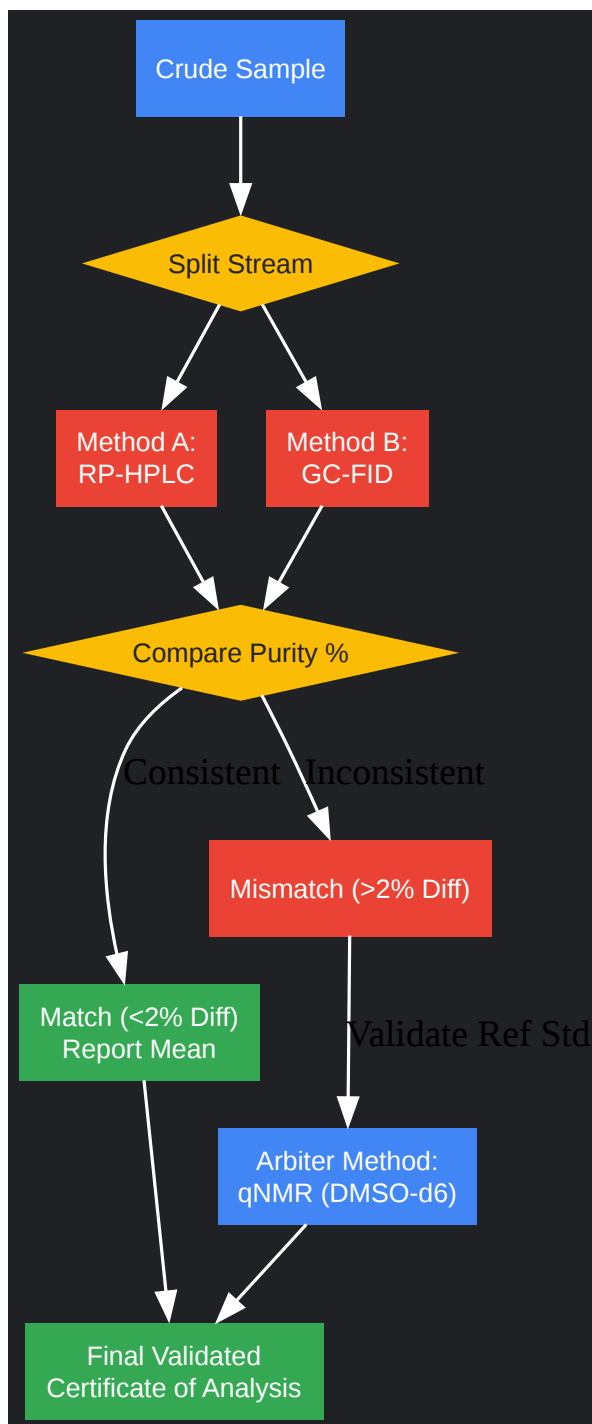 Crude Sample
Split Stream
Method A:
RP-HPLC
Method B:
GC-FID
Compare Purity %
Consistent
Inconsistent
Mismatch (>2% Diff)
Match (<2% Diff)
Report Mean
Validate Ref Std
Arbiter Method:
qNMR (DMSO-d6)
Final Validated
Certificate of Analysis